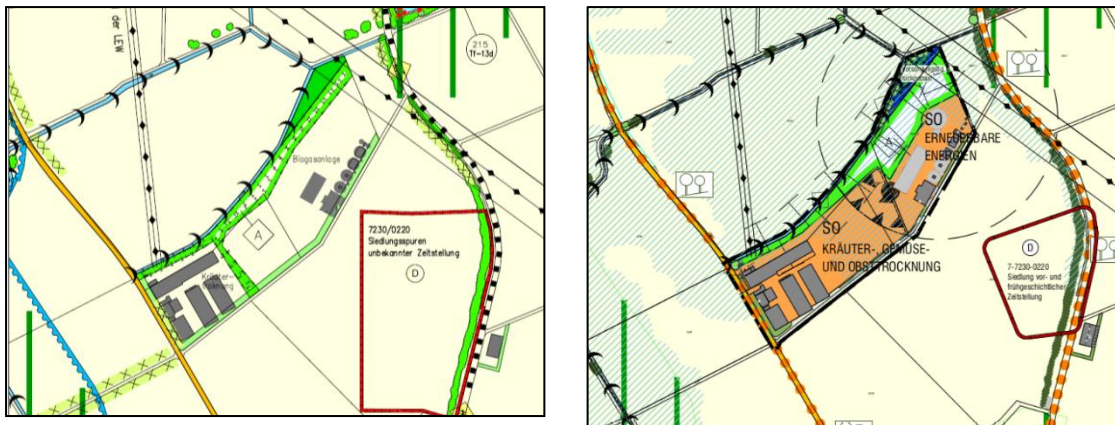 der LEW
215
Tf-13d
Biogasanlage
A
7230/0220
Siedlungsspuren
unbekannter Zeitstellung
D
Kräuter-
SO
ERNEUERBARE
ENERGIEN
A
SO
KRÄUTER-, GEMÜSE-
UND OBSTTROCKNUNG
D
7-7230-0220
Siedlung vor- und
frühgeschichtlicher
Zeitstellung